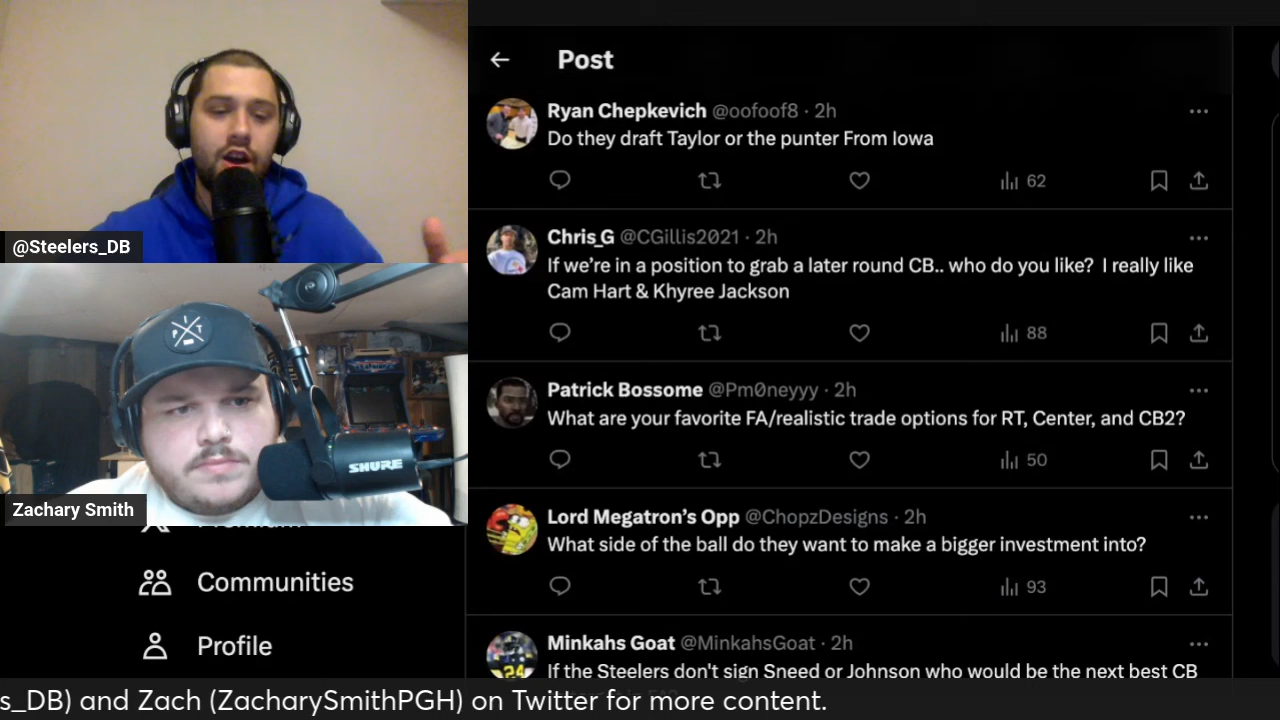 @Steelers_DB
P I T
SHURE
Zachary Smith
Communities
Profile
Post
Ryan Chepkevich @oofoof8 · 2h
Do they draft Taylor or the punter From Iowa
62
Chris_G @CGillis2021 · 2h
If we’re in a position to grab a later round CB.. who do you like?  I really like
Cam Hart & Khyree Jackson
88
Patrick Bossome @Pm0neyyy · 2h
What are your favorite FA/realistic trade options for RT, Center, and CB2?
50
Lord Megatron’s Opp @ChopzDesigns · 2h
What side of the ball do they want to make a bigger investment into?
93
Minkahs Goat @MinkahsGoat · 2h
If the Steelers don't sign Sneed or Johnson who would be the next best CB
s_DB) and Zach (ZacharySmithPGH) on Twitter for more content.